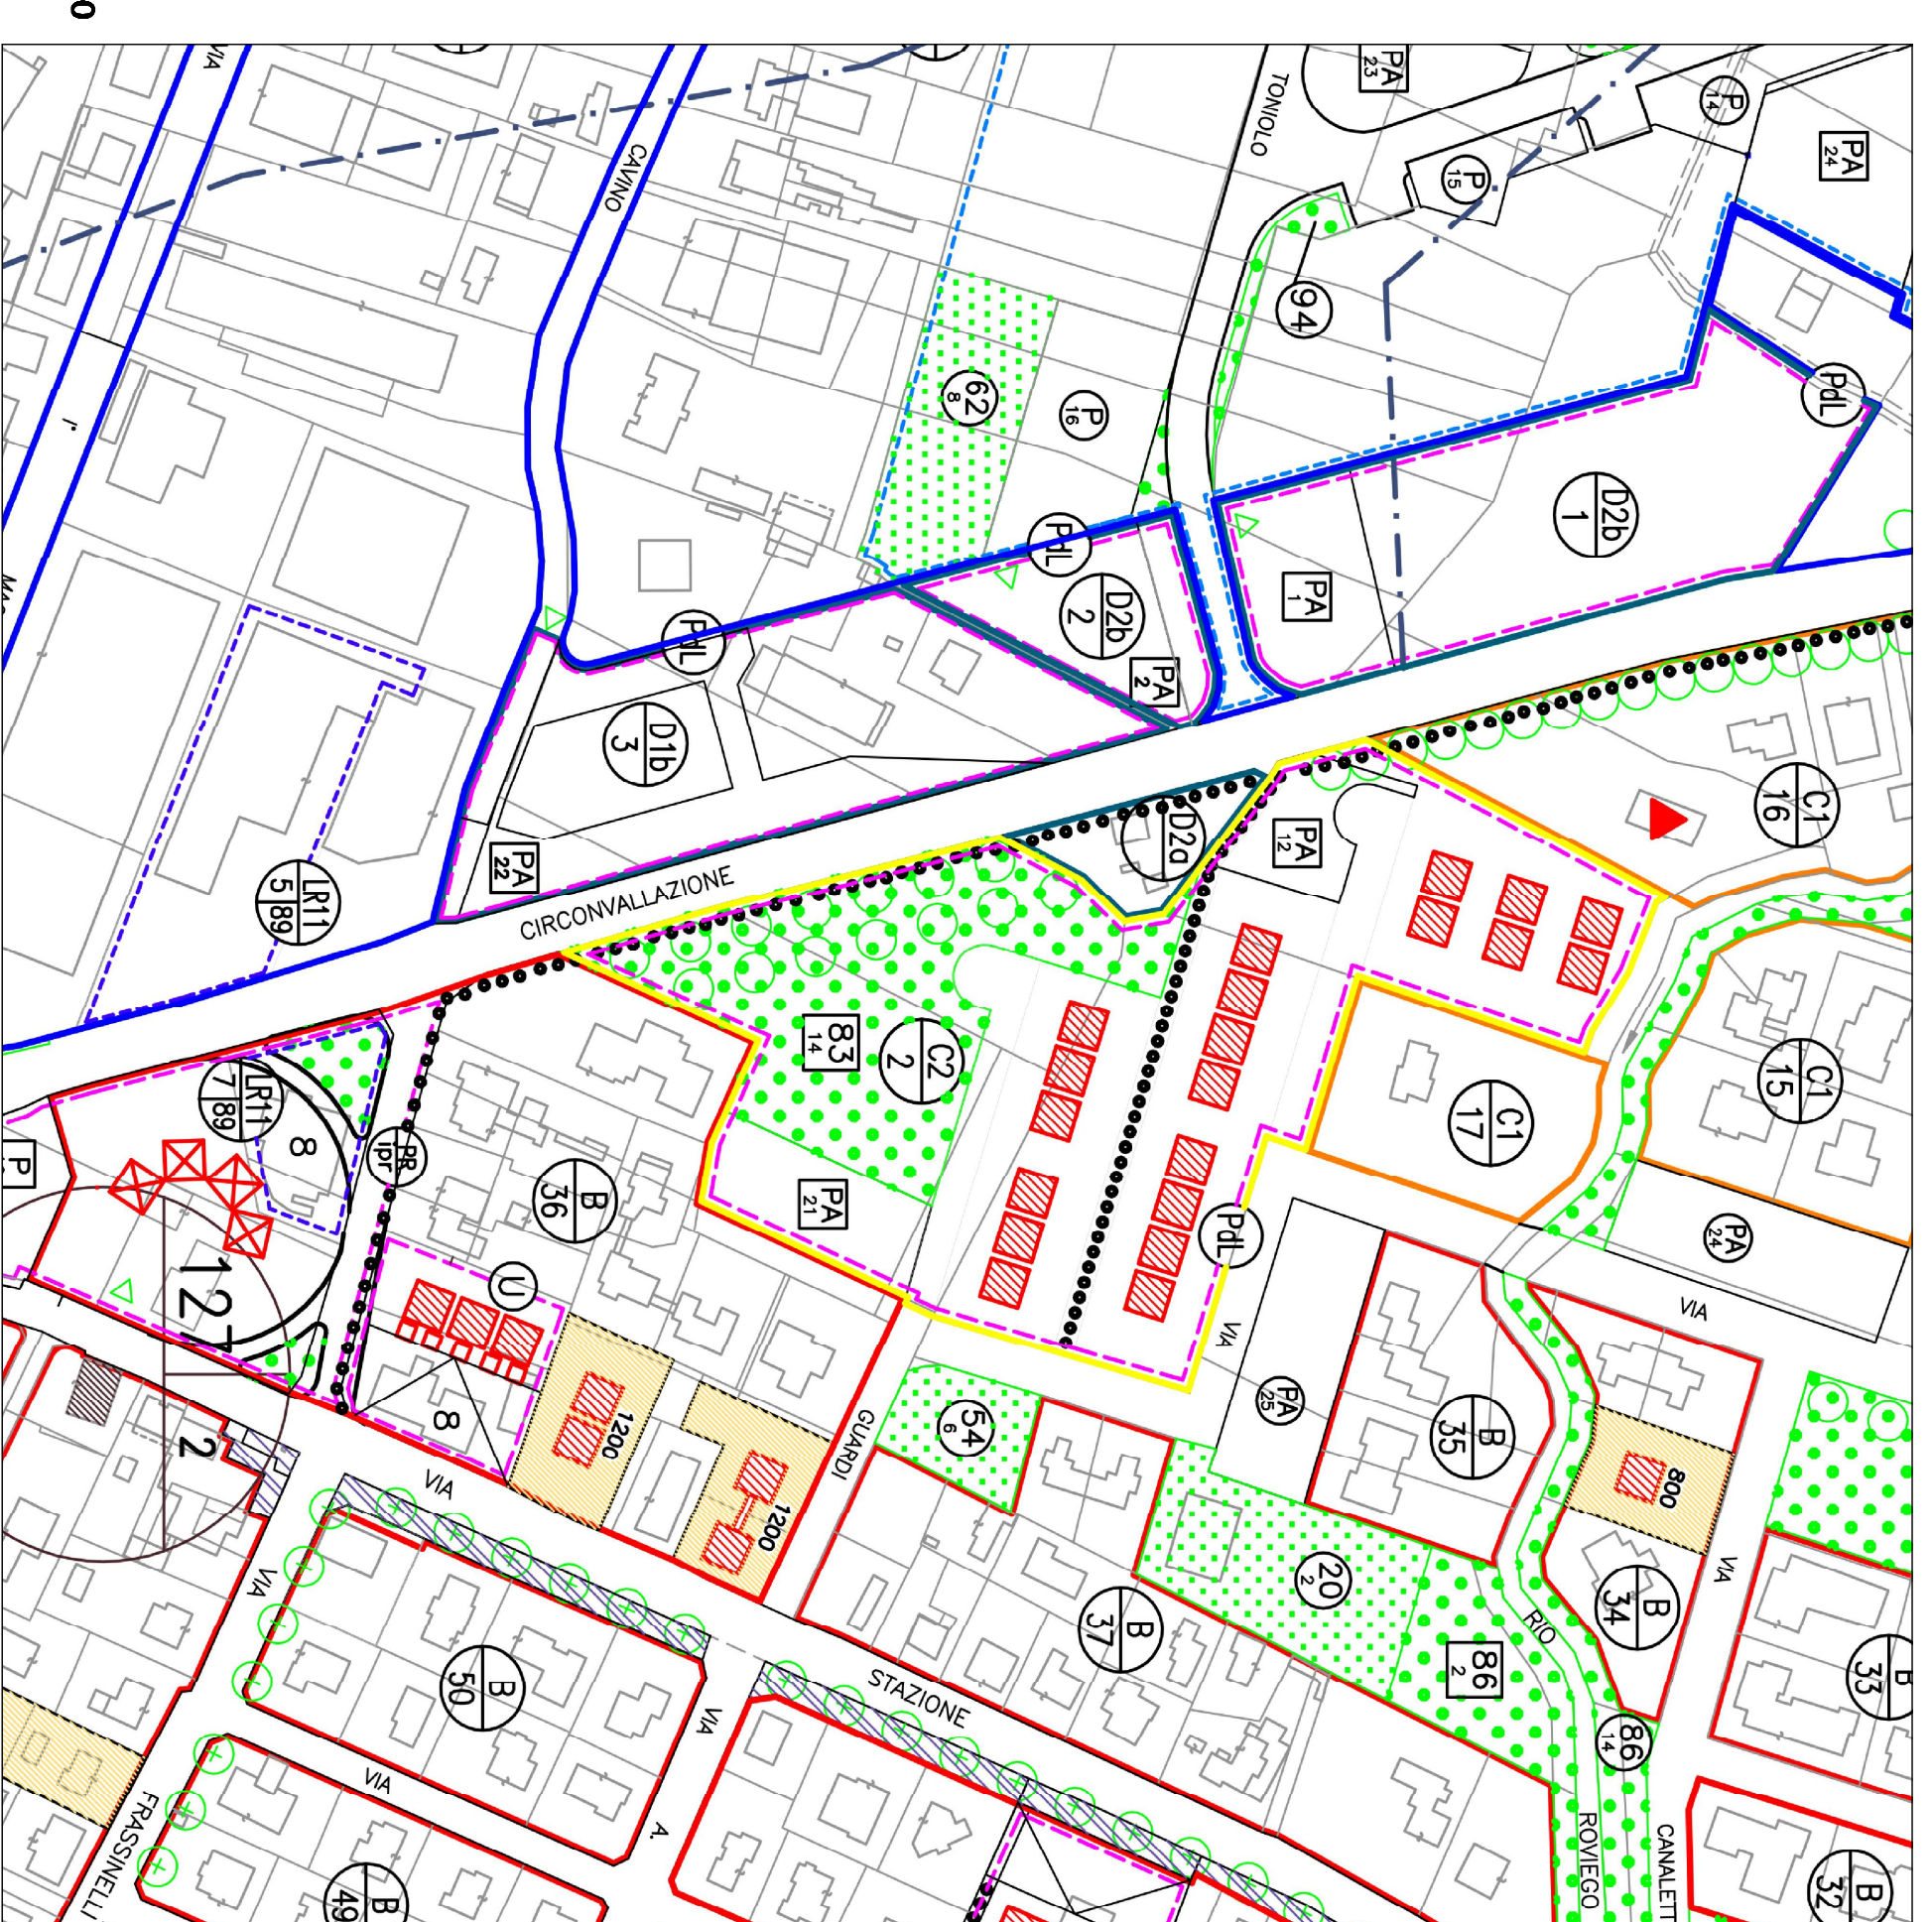 o
VIA
CAVINO
TONIOLO
PA
23
P
14
PA
24
P
15
94
62
8
P
16
PdL
D2b
1
PA
1
PdL
D2b
2
PA
2
PdL
D1b
3
PA
22
CIRCONVALLAZIONE
LR11
5 89
D2a
PA
12
C1
16
C1
15
C1
17
83
14
C2
2
PA
21
PdL
PA
24
VIA
LR11
7 89
8
PR
ipr
B
36
U
127
8
2
P
VIA
PA
25
B
35
54
6
GUARDI
1200
1200
800
B
34
VIA
B
33
20
2
86
2
RIO
86
14
B
37
VIA
VIA
B
50
STAZIONE
VIA
VIA
A.
FRASSINELLI
B
49
ROVIEGO
CANALETT
B
32